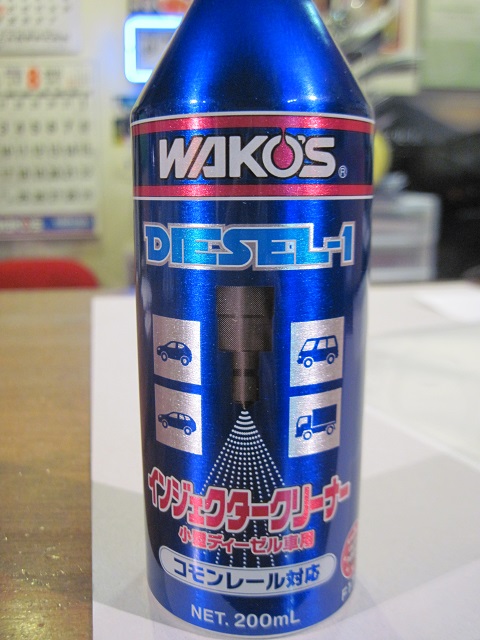 WAKO'S®
DIESEL-1
インジェクタークリーナー
小型ディーゼル車用
コモンレール対応
NET. 200mL
8